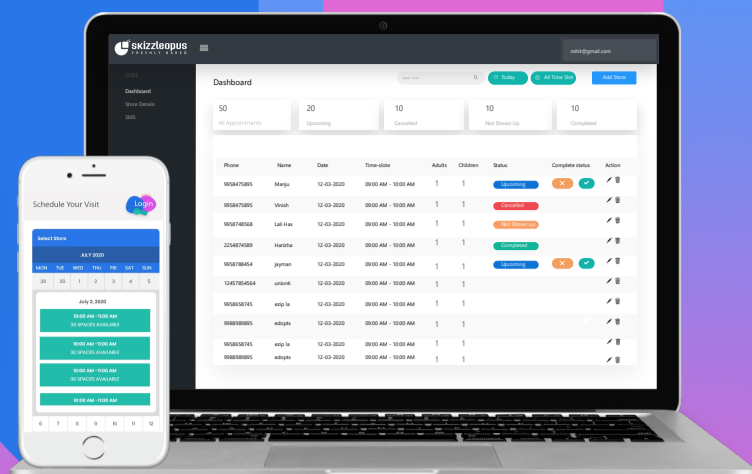 skizzleopus
FRESHLY BAKED
rohit@gmail.com
CORE
Dashboard
Store Details
SMS
Dashboard
Today
All Time Slot
Add Store
50
All Appointments
20
Upcoming
10
Cancelled
10
Not Shown Up
10
Completed
Phone Name Date Time-slote Adults Children Status Complete status Action
9958475895 Manju 12-03-2020 09:00 AM - 10:00 AM 1 1 Upcoming
9958475895 Vinish 12-03-2020 09:00 AM - 10:00 AM 1 1 Cancelled
9958748568 Lali Has 12-03-2020 09:00 AM - 10:00 AM 1 1 Not Shown up
2254874589 Harizha 12-03-2020 09:00 AM - 10:00 AM 1 1 Completed
9958788454 jayman 12-03-2020 09:00 AM - 10:00 AM 1 1 Upcoming
12457854564 unionk 12-03-2020 09:00 AM - 10:00 AM 1 1
9958658745 ezip la 12-03-2020 09:00 AM - 10:00 AM 1 1
9988989895 edopts 12-03-2020 09:00 AM - 10:00 AM 1 1
9958658745 ezip la 12-03-2020 09:00 AM - 10:00 AM 1 1
9988989895 edopts 12-03-2020 09:00 AM - 10:00 AM 1 1
Schedule Your Visit
Login
Select Store
JULY 2020
MON TUE WED THU FRI SAT SUN
29 29 1 2 3 4 5
July 3, 2020
10:00 AM -11:00 AM
30 SPACES AVAILABLE
10:00 AM -11:00 AM
30 SPACES AVAILABLE
10:00 AM -11:00 AM
30 SPACES AVAILABLE
10:00 AM -11:00 AM
6 7 8 9 10 11 12